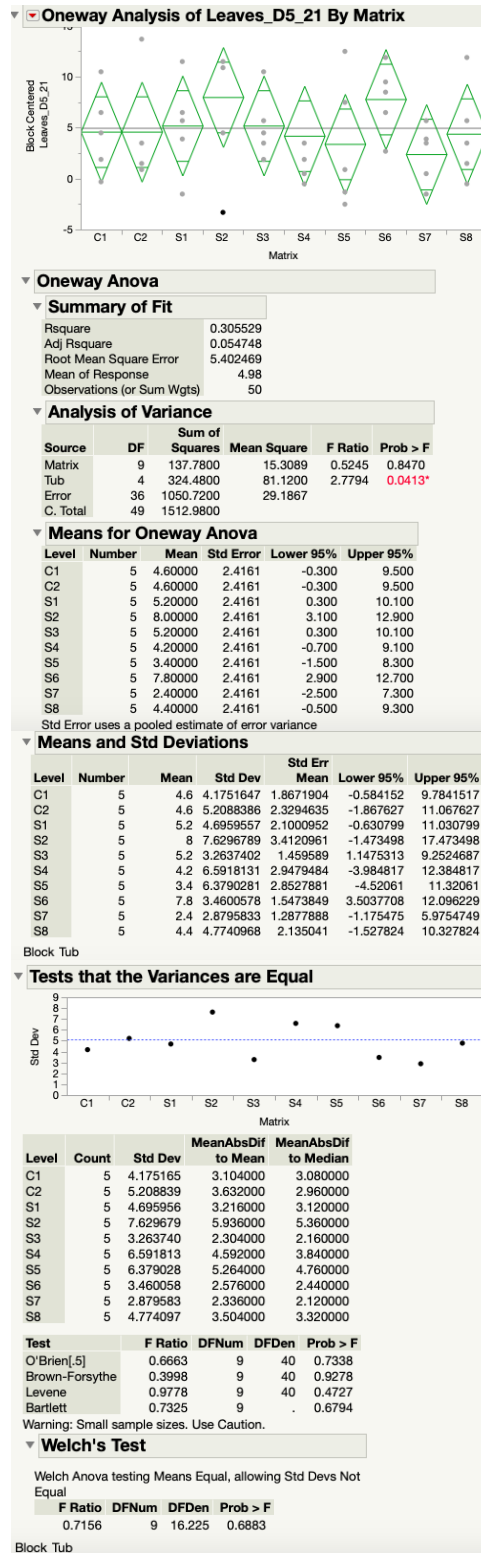 Oneway Analysis of Leaves_D5_21 By Matrix
15
10
5
0
-5
Block Centered
Leaves_D5_21
C1 C2 S1 S2 S3 S4 S5 S6 S7 S8
Matrix
Oneway Anova
Summary of Fit
Rsquare 0.305529
Adj Rsquare 0.054748
Root Mean Square Error 5.402469
Mean of Response 4.98
Observations (or Sum Wgts) 50
Analysis of Variance
Sum of
Source DF Squares Mean Square F Ratio Prob > F
Matrix 9 137.7800 15.3089 0.5245 0.8470
Tub 4 324.4800 81.1200 2.7794 0.0413*
Error 36 1050.7200 29.1867
C. Total 49 1512.9800
Means for Oneway Anova
Level Number Mean Std Error Lower 95% Upper 95%
C1 5 4.60000 2.4161 -0.300 9.500
C2 5 4.60000 2.4161 -0.300 9.500
S1 5 5.20000 2.4161 0.300 10.100
S2 5 8.00000 2.4161 3.100 12.900
S3 5 5.20000 2.4161 0.300 10.100
S4 5 4.20000 2.4161 -0.700 9.100
S5 5 3.40000 2.4161 -1.500 8.300
S6 5 7.80000 2.4161 2.900 12.700
S7 5 2.40000 2.4161 -2.500 7.300
S8 5 4.40000 2.4161 -0.500 9.300
Std Error uses a pooled estimate of error variance
Means and Std Deviations
Std Err
Level Number Mean Std Dev Mean Lower 95% Upper 95%
C1 5 4.6 4.1751647 1.8671904 -0.584152 9.7841517
C2 5 4.6 5.2088386 2.3294635 -1.867627 11.067627
S1 5 5.2 4.6959557 2.1000952 -0.630799 11.030799
S2 5 8 7.6296789 3.4120961 -1.473498 17.473498
S3 5 5.2 3.2637402 1.459589 1.1475313 9.2524687
S4 5 4.2 6.5918131 2.9479484 -3.984817 12.384817
S5 5 3.4 6.3790281 2.8527881 -4.52061 11.32061
S6 5 7.8 3.4600578 1.5473849 3.5037708 12.096229
S7 5 2.4 2.8795833 1.2877888 -1.175475 5.9754749
S8 5 4.4 4.7740968 2.135041 -1.527824 10.327824
Block Tub
Tests that the Variances are Equal
9
8
7
6
5
4
3
2
1
0
Std Dev
C1 C2 S1 S2 S3 S4 S5 S6 S7 S8
Matrix
MeanAbsDif MeanAbsDif
Level Count Std Dev to Mean to Median
C1 5 4.175165 3.104000 3.080000
C2 5 5.208839 3.632000 2.960000
S1 5 4.695956 3.216000 3.120000
S2 5 7.629679 5.936000 5.360000
S3 5 3.263740 2.304000 2.160000
S4 5 6.591813 4.592000 3.840000
S5 5 6.379028 5.264000 4.760000
S6 5 3.460058 2.576000 2.440000
S7 5 2.879583 2.336000 2.120000
S8 5 4.774097 3.504000 3.320000
Test F Ratio DFNum DFDen Prob > F
O'Brien[.5] 0.6663 9 40 0.7338
Brown-Forsythe 0.3998 9 40 0.9278
Levene 0.9778 9 40 0.4727
Bartlett 0.7325 9 . 0.6794
Warning: Small sample sizes. Use Caution.
Welch's Test
Welch Anova testing Means Equal, allowing Std Devs Not
Equal
F Ratio DFNum DFDen Prob > F
0.7156 9 16.225 0.6883
Block Tub